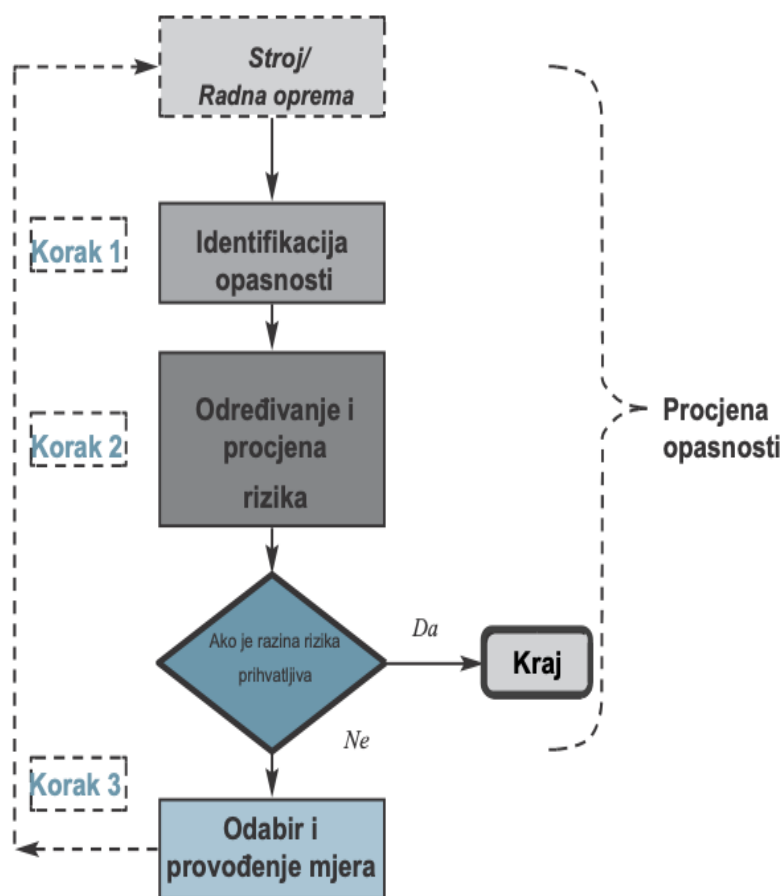 Stroj/
Radna oprema
Korak 1
Identifikacija
opasnosti
Korak 2
Određivanje i
procjena
rizika
Procjena
opasnosti
Ako je razina rizika
prihvatljiva
Da
Kraj
Ne
Korak 3
Odabir i
provođenje mjera